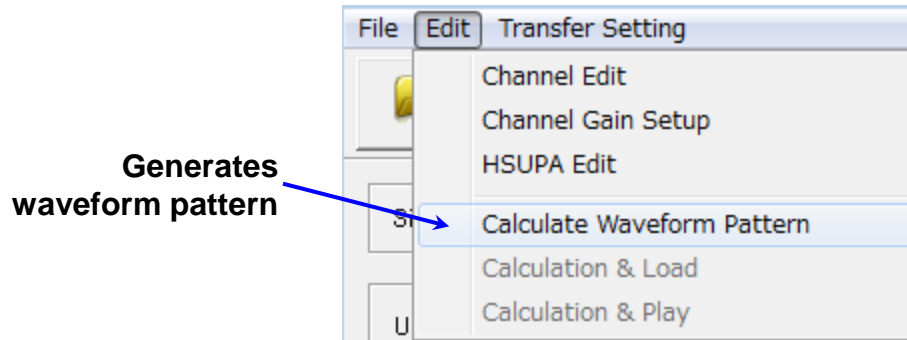 File Edit Transfer Setting
Channel Edit
Channel Gain Setup
HSUPA Edit
Generates
waveform pattern
Calculate Waveform Pattern
Calculation & Load
Calculation & Play
U